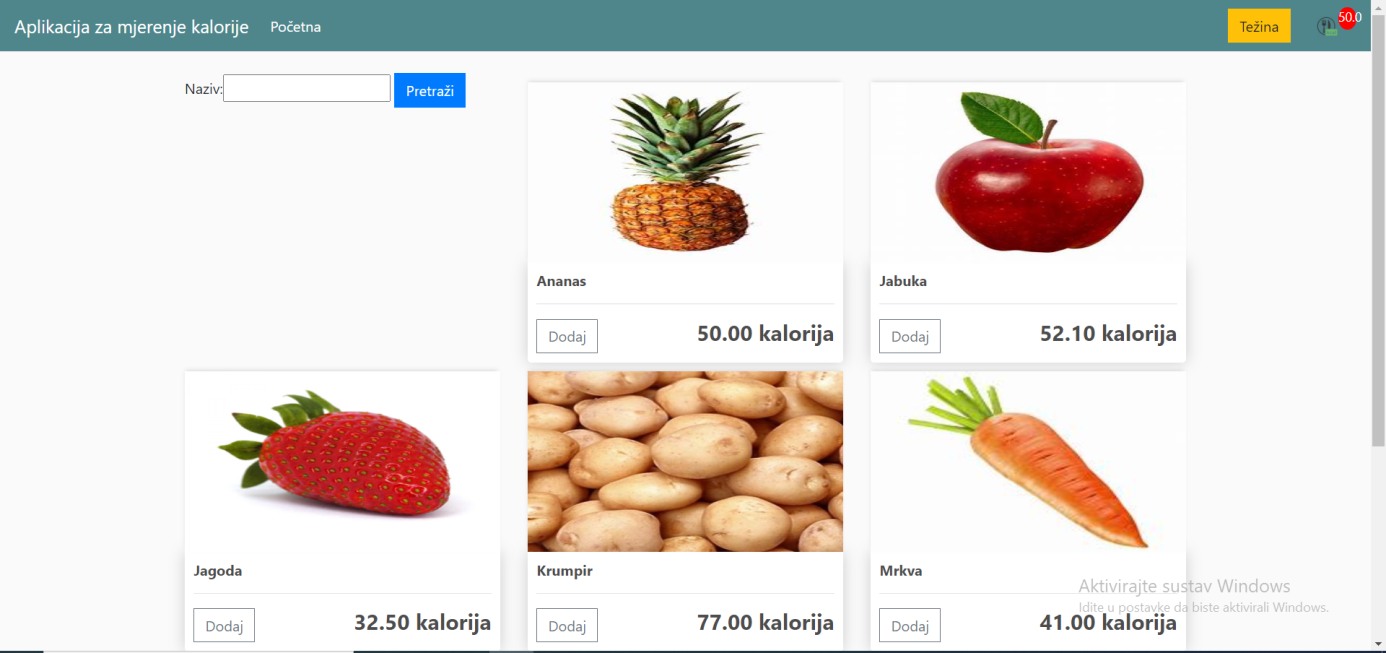 Aplikacija za mjerenje kalorije Početna Težina 50.0
Naziv: Pretraži
Ananas
Dodaj 50.00 kalorija
Jabuka
Dodaj 52.10 kalorija
Jagoda
Dodaj 32.50 kalorija
Krumpir
Dodaj 77.00 kalorija
Mrkva
Dodaj 41.00 kalorija
Aktivirajte sustav Windows
Idite u postavke da biste aktivirali Windows.